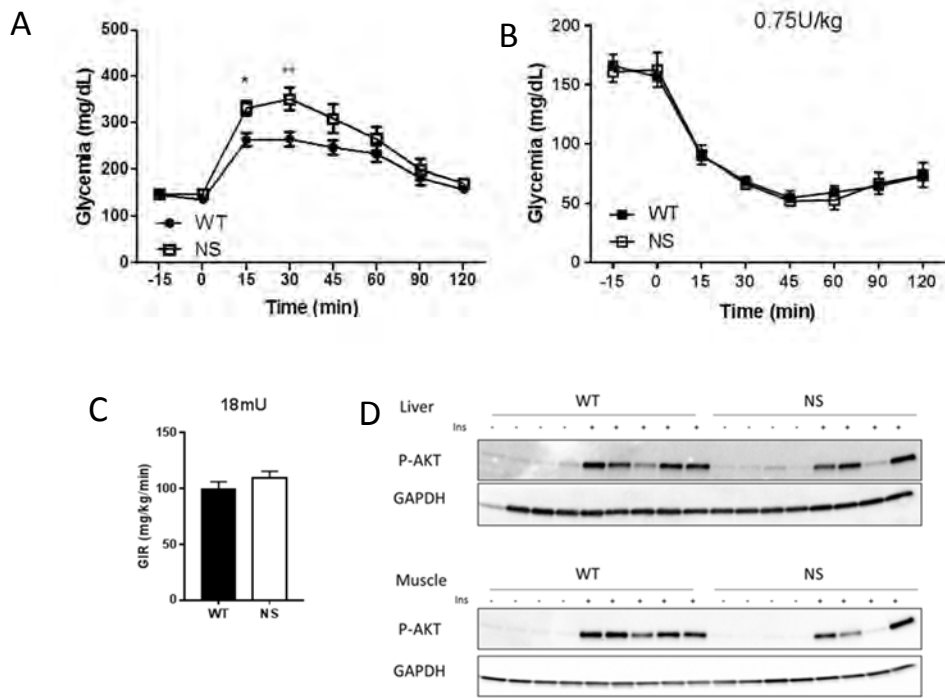 A
500
400
300
200
100
0
Glycemia (mg/dL)
*
**
WT
NS
-15 0 15 30 45 60 90 120
Time (min)
B
0.75U/kg
200
150
100
50
0
Glycemia (mg/dL)
WT
NS
-15 0 15 30 45 60 90 120
Time (min)
C
18mU
150
100
50
0
GIR (mg/kg/min)
WT NS
D
Liver WT NS
Ins - - - - + + + + + - - - - + + + +
P-AKT
GAPDH
Muscle WT NS
Ins - - - - + + + + + - - - - + + + +
P-AKT
GAPDH